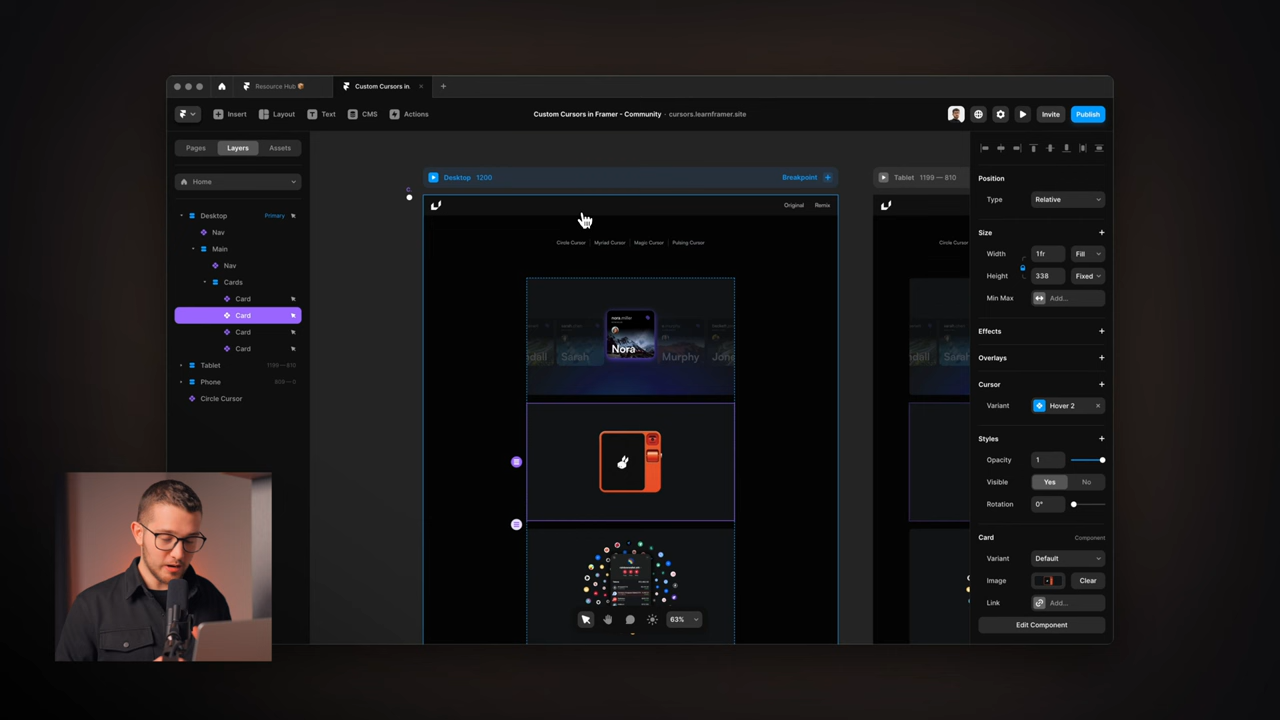 Resource Hub
Custom Cursors in
Insert
Layout
Text
CMS
Actions
Custom Cursors in Framer - Community · cursors.learnframer.site
Invite
Publish
Pages
Layers
Assets
Home
Desktop
Primary
Nav
Main
Nav
Cards
Card
Card
Card
Card
Tablet 1199 — 810
Phone 809 — 0
Circle Cursor
Desktop 1200
Breakpoint
Tablet 1199 — 810
Original
Remix
Circle Cursor
Myriad Cursor
Magic Cursor
Pulsing Cursor
Circle Cursor
Nora
Sarah
Murphy
Sarah
Position
Type
Relative
Size
Width
1fr
Fill
Height
338
Fixed
Min Max
Add...
Effects
Overlays
Cursor
Variant
Hover 2
Styles
Opacity
1
Visible
Yes
No
Rotation
0°
Card
Component
Variant
Default
Image
Clear
Link
Add...
Edit Component
63%